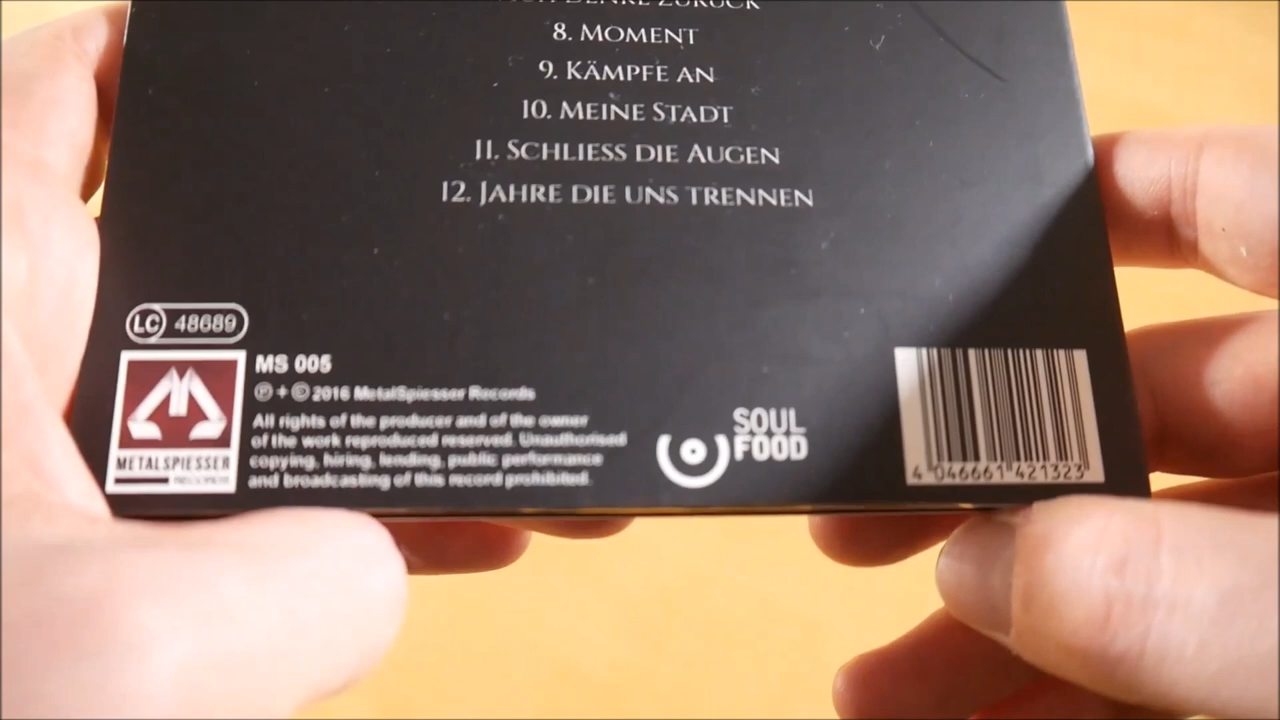 DENKE ZURÜCK
8. MOMENT
9. KÄMPFE AN
10. MEINE STADT
11. SCHLIESS DIE AUGEN
12. JAHRE DIE UNS TRENNEN
LC 48689
METALSPIESSER
MS 005
℗ + © 2016 MetalSpiesser Records
All rights of the producer and of the owner
of the work reproduced reserved. Unauthorised
copying, hiring, lending, public performance
and broadcasting of this record prohibited.
SOUL
FOOD
4 046661 421323